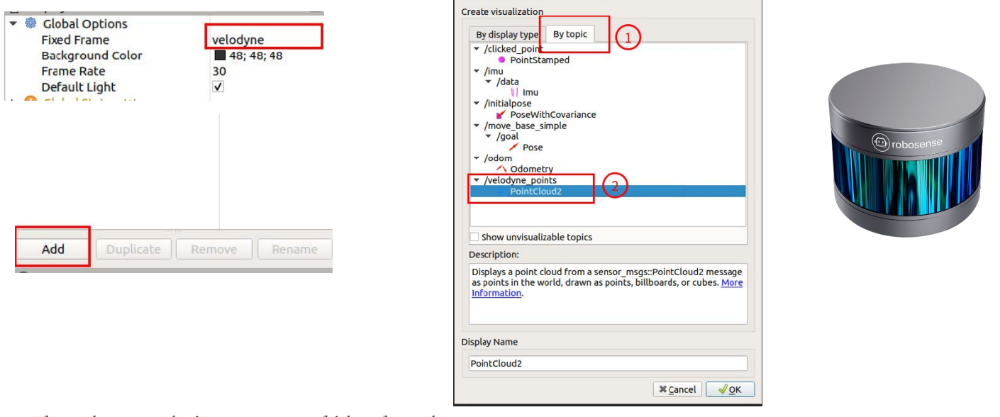 Global Options
Fixed Frame velodyne
Background Color 48; 48; 48
Frame Rate 30
Default Light ✓
Add Duplicate Remove Rename
Create visualization
By display type By topic
1
/clicked_point
PointStamped
/imu
/data
Imu
/initialpose
PoseWithCovariance
/move_base_simple
/goal
Pose
/odom
Odometry
/velodyne_points
2
PointCloud2
Show unvisualizable topics
Description:
Displays a point cloud from a sensor_msgs::PointCloud2 message
as points in the world, drawn as points, billboards, or cubes. More
Information.
Display Name
PointCloud2
Cancel OK
robosense